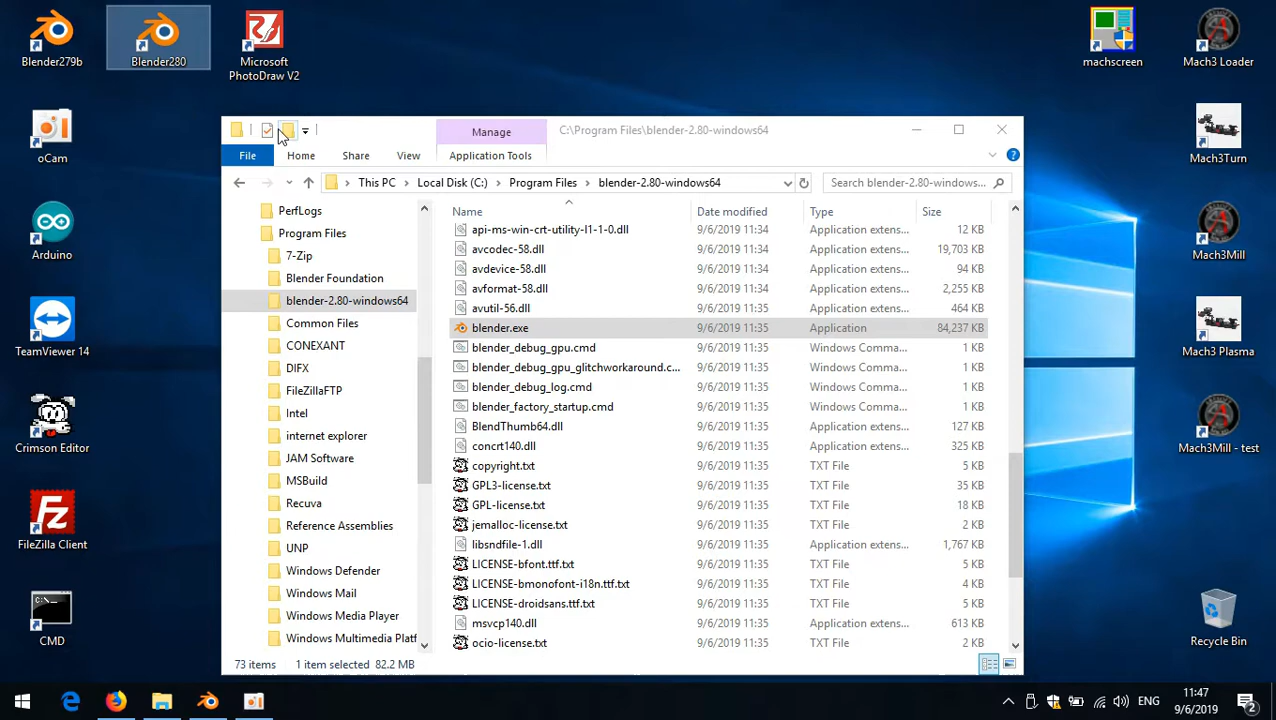 Blender279b
Blender280
Microsoft
PhotoDraw V2
machscreen
Mach3 Loader
oCam
Mach3Turn
Arduino
Mach3Mill
TeamViewer 14
Mach3 Plasma
Crimson Editor
Mach3Mill - test
FileZilla Client
C:\_
CMD
Recycle Bin
Manage
C:\Program Files\blender-2.80-windows64
File
Home
Share
View
Application Tools
This PC
Local Disk (C:)
Program Files
blender-2.80-windows64
Search blender-2.80-windows64...
PerfLogs
Program Files
7-Zip
Blender Foundation
blender-2.80-windows64
Common Files
CONEXANT
DIFX
FileZillaFTP
Intel
internet explorer
JAM Software
MSBuild
Recuva
Reference Assemblies
UNP
Windows Defender
Windows Mail
Windows Media Player
Windows Multimedia Platf
Name Date modified Type Size
api-ms-win-crt-utility-l1-1-0.dll 9/6/2019 11:34 Application extens... 12 KB
avcodec-58.dll 9/6/2019 11:34 Application extens... 19,703 KB
avdevice-58.dll 9/6/2019 11:34 Application extens... 94 KB
avformat-58.dll 9/6/2019 11:34 Application extens... 2,255 KB
avutil-56.dll 9/6/2019 11:34 Application extens... 464 KB
blender.exe 9/6/2019 11:35 Application 84,237 KB
blender_debug_gpu.cmd 9/6/2019 11:35 Windows Comma... 1 KB
blender_debug_gpu_glitchworkaround.c... 9/6/2019 11:35 Windows Comma... 1 KB
blender_debug_log.cmd 9/6/2019 11:35 Windows Comma... 1 KB
blender_factory_startup.cmd 9/6/2019 11:35 Windows Comma... 1 KB
BlendThumb64.dll 9/6/2019 11:35 Application extens... 127 KB
concrt140.dll 9/6/2019 11:35 Application extens... 325 KB
copyright.txt 9/6/2019 11:35 TXT File 5 KB
GPL3-license.txt 9/6/2019 11:35 TXT File 35 KB
GPL-license.txt 9/6/2019 11:35 TXT File 18 KB
jemalloc-license.txt 9/6/2019 11:35 TXT File 2 KB
libsndfile-1.dll 9/6/2019 11:35 Application extens... 1,767 KB
LICENSE-bfont.ttf.txt 9/6/2019 11:35 TXT File 5 KB
LICENSE-bmonofont-i18n.ttf.txt 9/6/2019 11:35 TXT File 4 KB
LICENSE-droidsans.ttf.txt 9/6/2019 11:35 TXT File 5 KB
msvcp140.dll 9/6/2019 11:35 Application extens... 613 KB
ocio-license.txt 9/6/2019 11:35 TXT File 2 KB
73 items 1 item selected 82.2 MB
ENG
11:47
9/6/2019
2